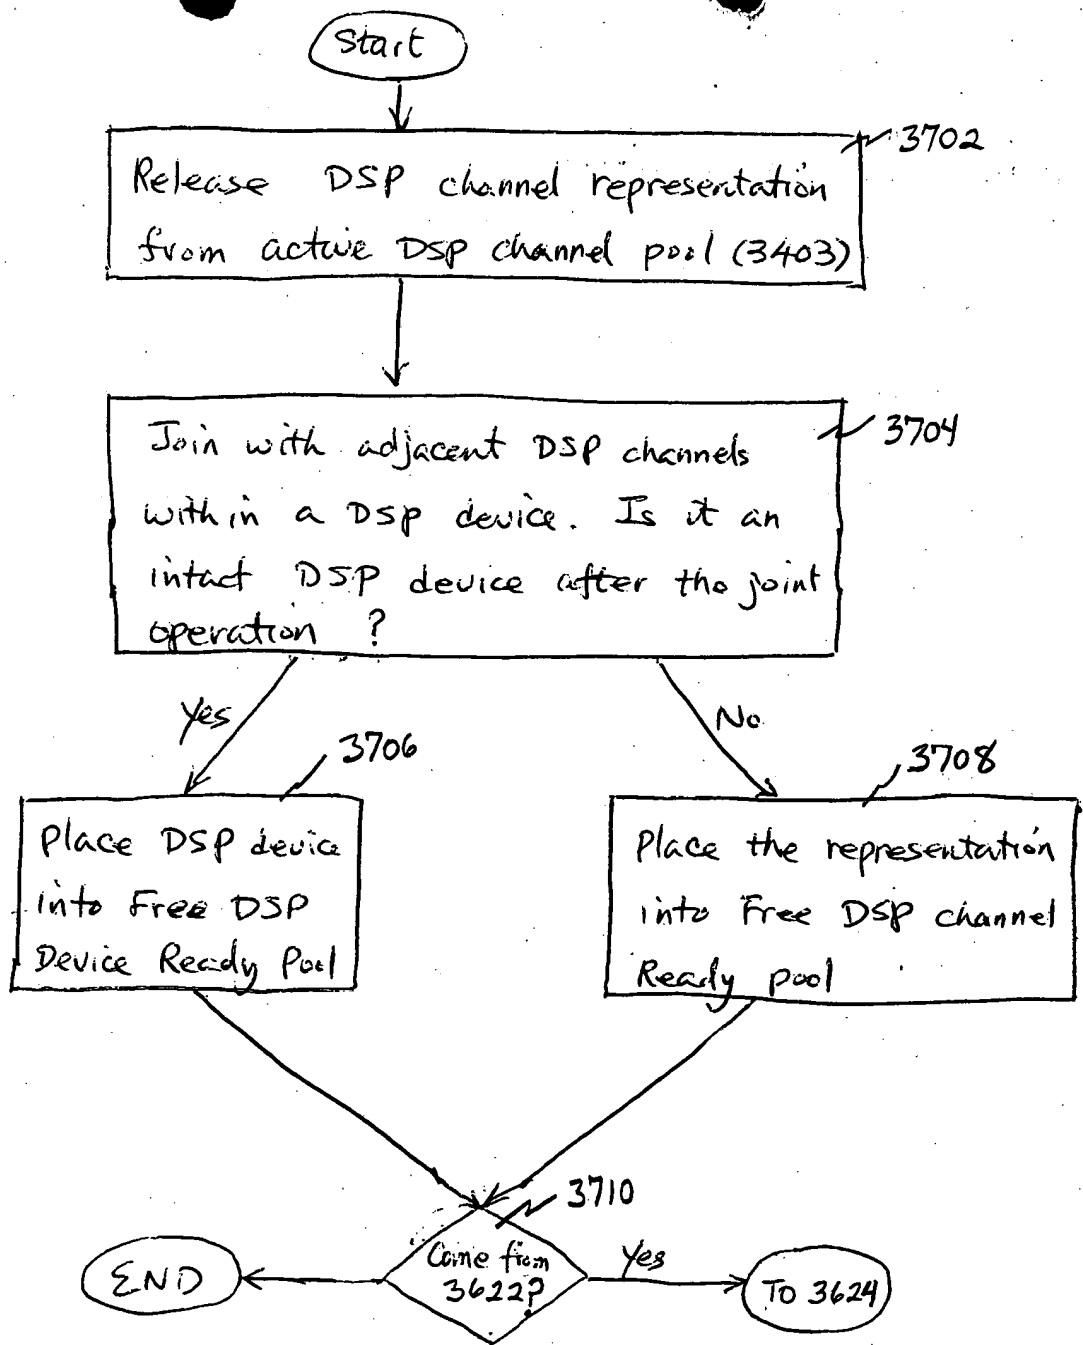 Start
3702
Release DSP channel representation
from active DSP channel pool (3403)
3704
Join with adjacent DSP channels
within a DSP device. Is it an
intact DSP device after the joint
operation ?
Yes
No
3706
3708
Place DSP device
into Free DSP
Device Ready Pool
Place the representation
into Free DSP channel
Ready pool
3710
Came from
3622?
Yes
END
TO 3624